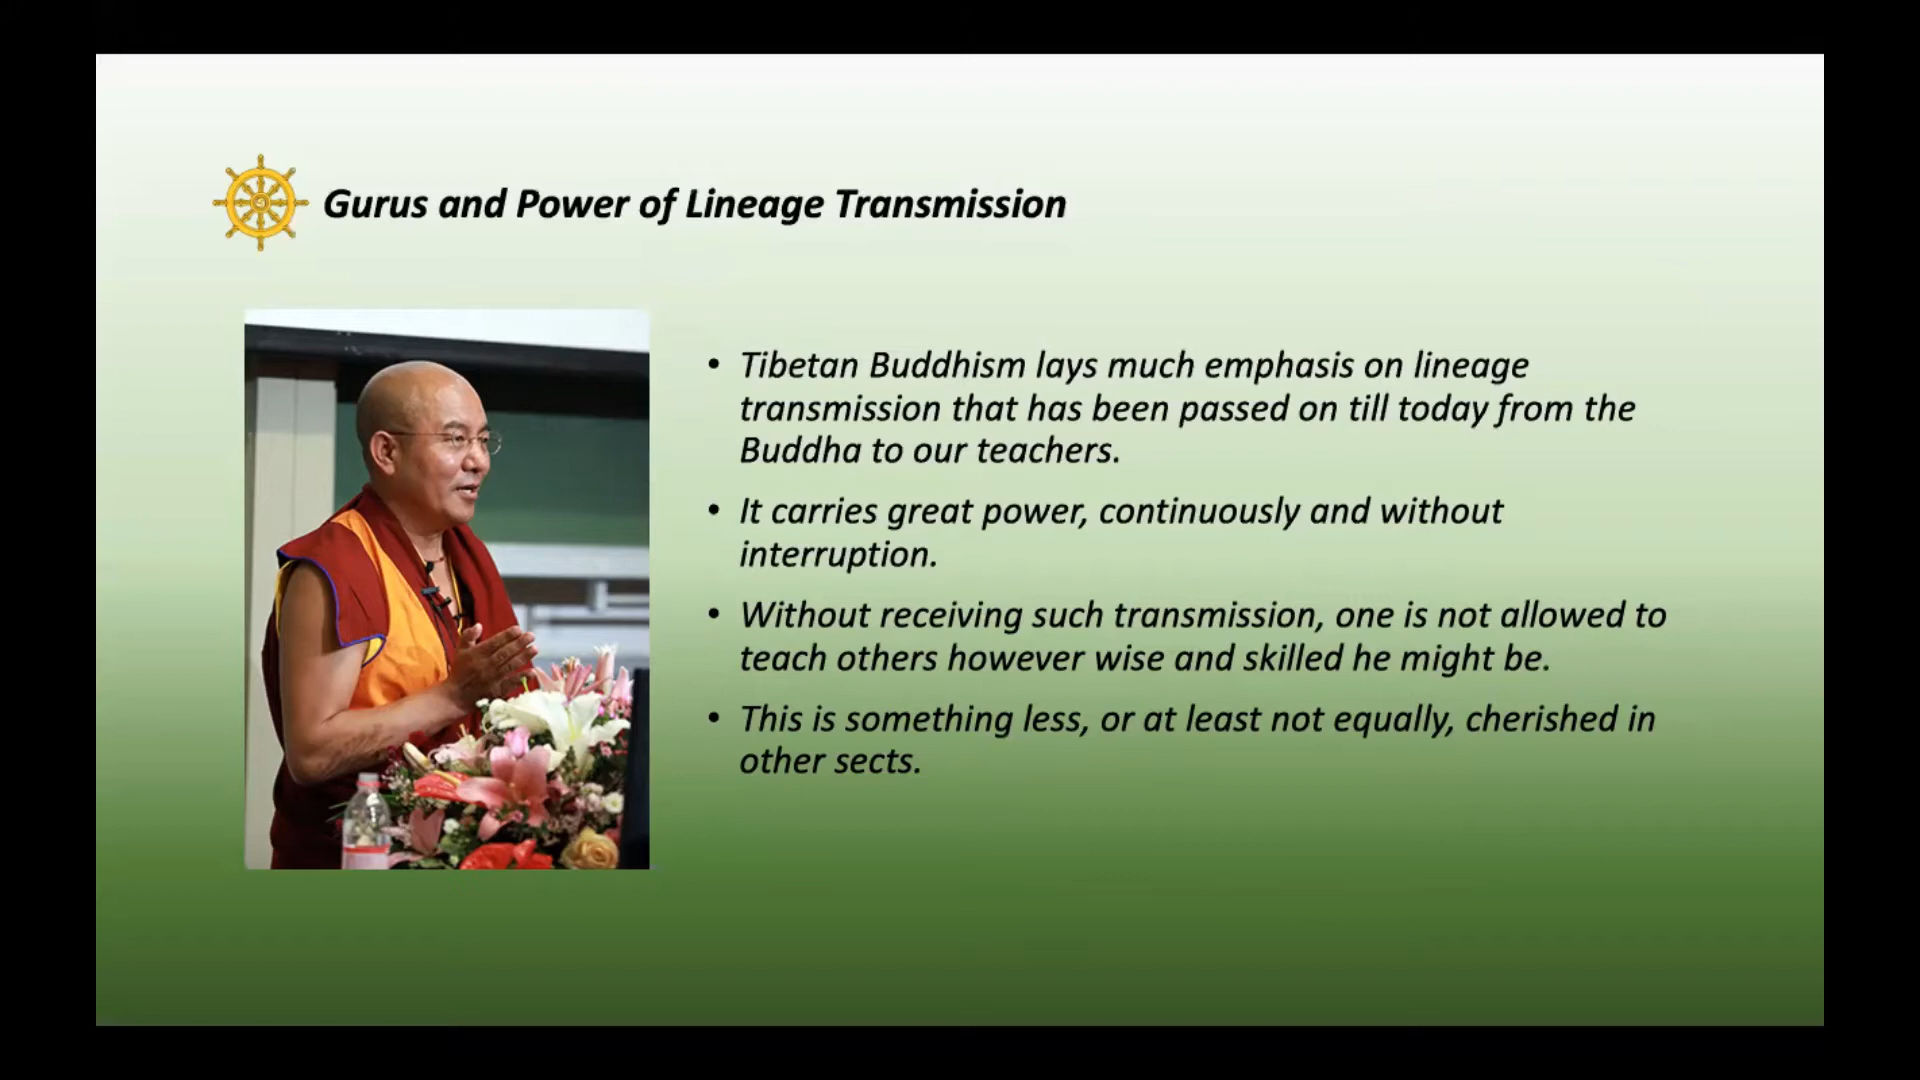 Gurus and Power of Lineage Transmission
• Tibetan Buddhism lays much emphasis on lineage
transmission that has been passed on till today from the
Buddha to our teachers.
• It carries great power, continuously and without
interruption.
• Without receiving such transmission, one is not allowed to
teach others however wise and skilled he might be.
• This is something less, or at least not equally, cherished in
other sects.